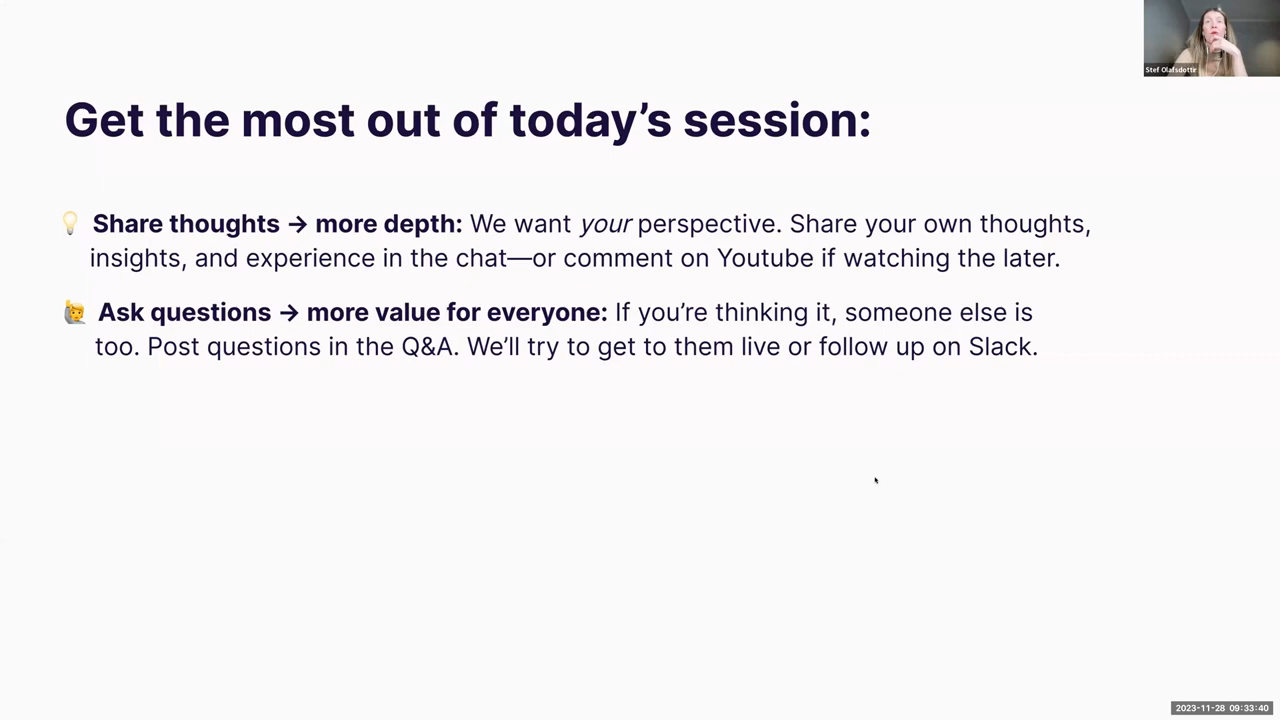 Stef Olafsdottir
Get the most out of today’s session:
💡 Share thoughts → more depth: We want your perspective. Share your own thoughts,
insights, and experience in the chat—or comment on Youtube if watching the later.
🙋 Ask questions → more value for everyone: If you’re thinking it, someone else is
too. Post questions in the Q&A. We’ll try to get to them live or follow up on Slack.
2023-11-28 09:33:40